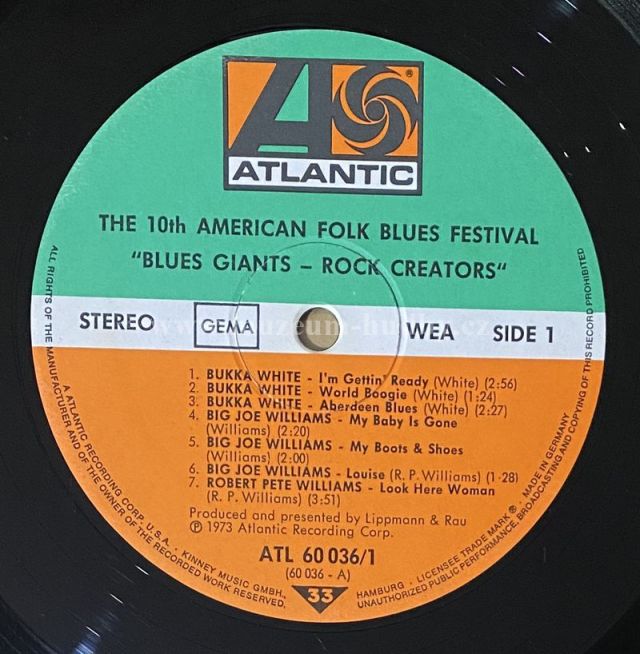 ATLANTIC
®
THE 10th AMERICAN FOLK BLUES FESTIVAL
"BLUES GIANTS – ROCK CREATORS"
STEREO
GEMA
WEA
SIDE 1
1. BUKKA WHITE – I'm Gettin' Ready (White) (2:56)
2. BUKKA WHITE – World Boogie (White) (1:24)
3. BUKKA WHITE – Aberdeen Blues (White) (2:27)
4. BIG JOE WILLIAMS – My Baby Is Gone
(Williams) (2:20)
5. BIG JOE WILLIAMS – My Boots & Shoes
(Williams) (2:00)
6. BIG JOE WILLIAMS – Louise (R. P. Williams) (1·28)
7. ROBERT PETE WILLIAMS – Look Here Woman
(R. P. Williams) (3:51)
Produced and presented by Lippmann & Rau
℗ 1973 Atlantic Recording Corp.
ATL 60 036/1
(60 036 - A)
33
ALL RIGHTS OF THE MANUFACTURER AND OF THE OWNER OF THE RECORDED WORK RESERVED.
A ATLANTIC RECORDING CORP. U.S.A. · KINNEY MUSIC GMBH., HAMBURG · LICENSEE TRADE MARK ® · MADE IN GERMANY
UNAUTHORIZED PUBLIC PERFORMANCE, BROADCASTING AND COPYING OF THIS RECORD PROHIBITED